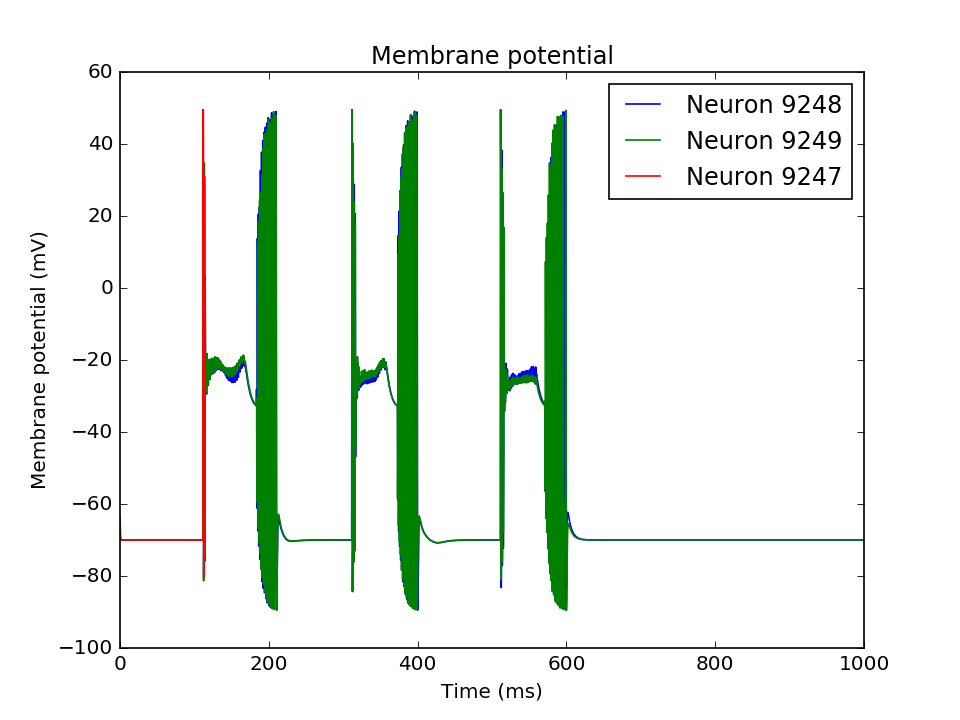 Membrane potential
Neuron 9248
Neuron 9249
Neuron 9247
Membrane potential (mV)
60
40
20
0
−20
−40
−60
−80
−100
0 200 400 600 800 1000
Time (ms)